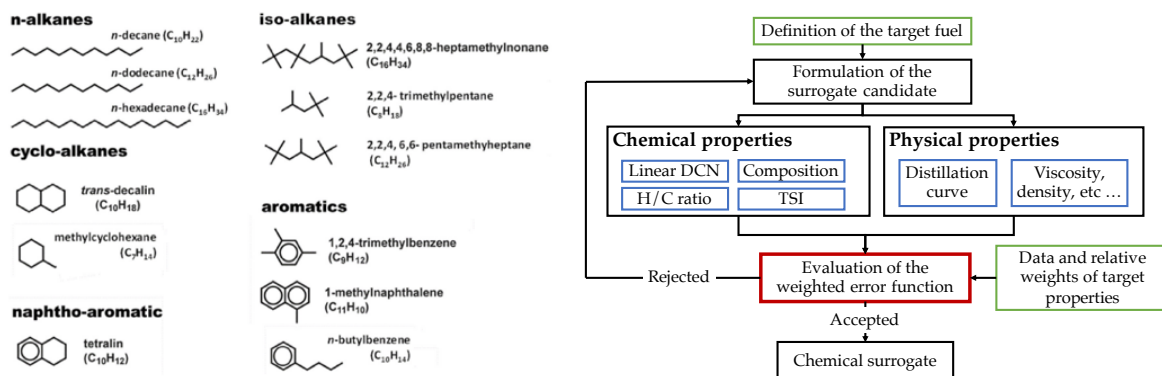 n-alkanes
n-decane (C10H22)
n-dodecane (C12H26)
n-hexadecane (C16H34)
cyclo-alkanes
trans-decalin
(C10H18)
methylcyclohexane
(C7H14)
naphtho-aromatic
tetralin
(C10H12)
iso-alkanes
2,2,4,4,6,8,8-heptamethylnonane
(C16H34)
2,2,4- trimethylpentane
(C8H18)
2,2,4, 6,6- pentamethyheptane
(C12H26)
aromatics
1,2,4-trimethylbenzene
(C9H12)
1-methylnaphthalene
(C11H10)
n-butylbenzene
(C10H14)
Definition of the target fuel
Formulation of the
surrogate candidate
Chemical properties
Linear DCN
Composition
H/C ratio
TSI
Physical properties
Distillation
curve
Viscosity,
density, etc ...
Rejected
Evaluation of the
weighted error function
Data and relative
weights of target
properties
Accepted
Chemical surrogate